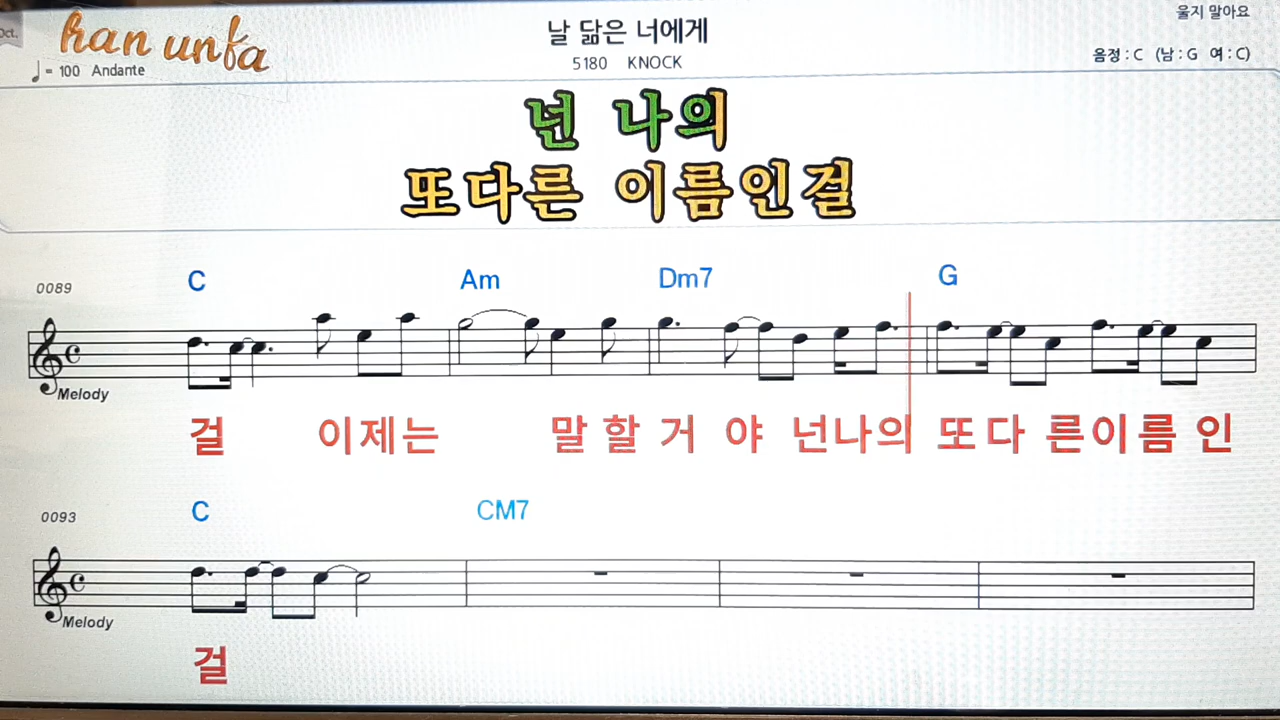 Oct.
han unfa
♩= 100 Andante
날 닮은 너에게
5180 KNOCK
울지 말아요
음정 : C (남 : G 여 : C)
넌 나의
또다른 이름인걸
0089
C Am Dm7 G
Melody
걸 이제는 말 할 거 야 넌나의 또다 른이름 인
0093
C CM7
Melody
걸